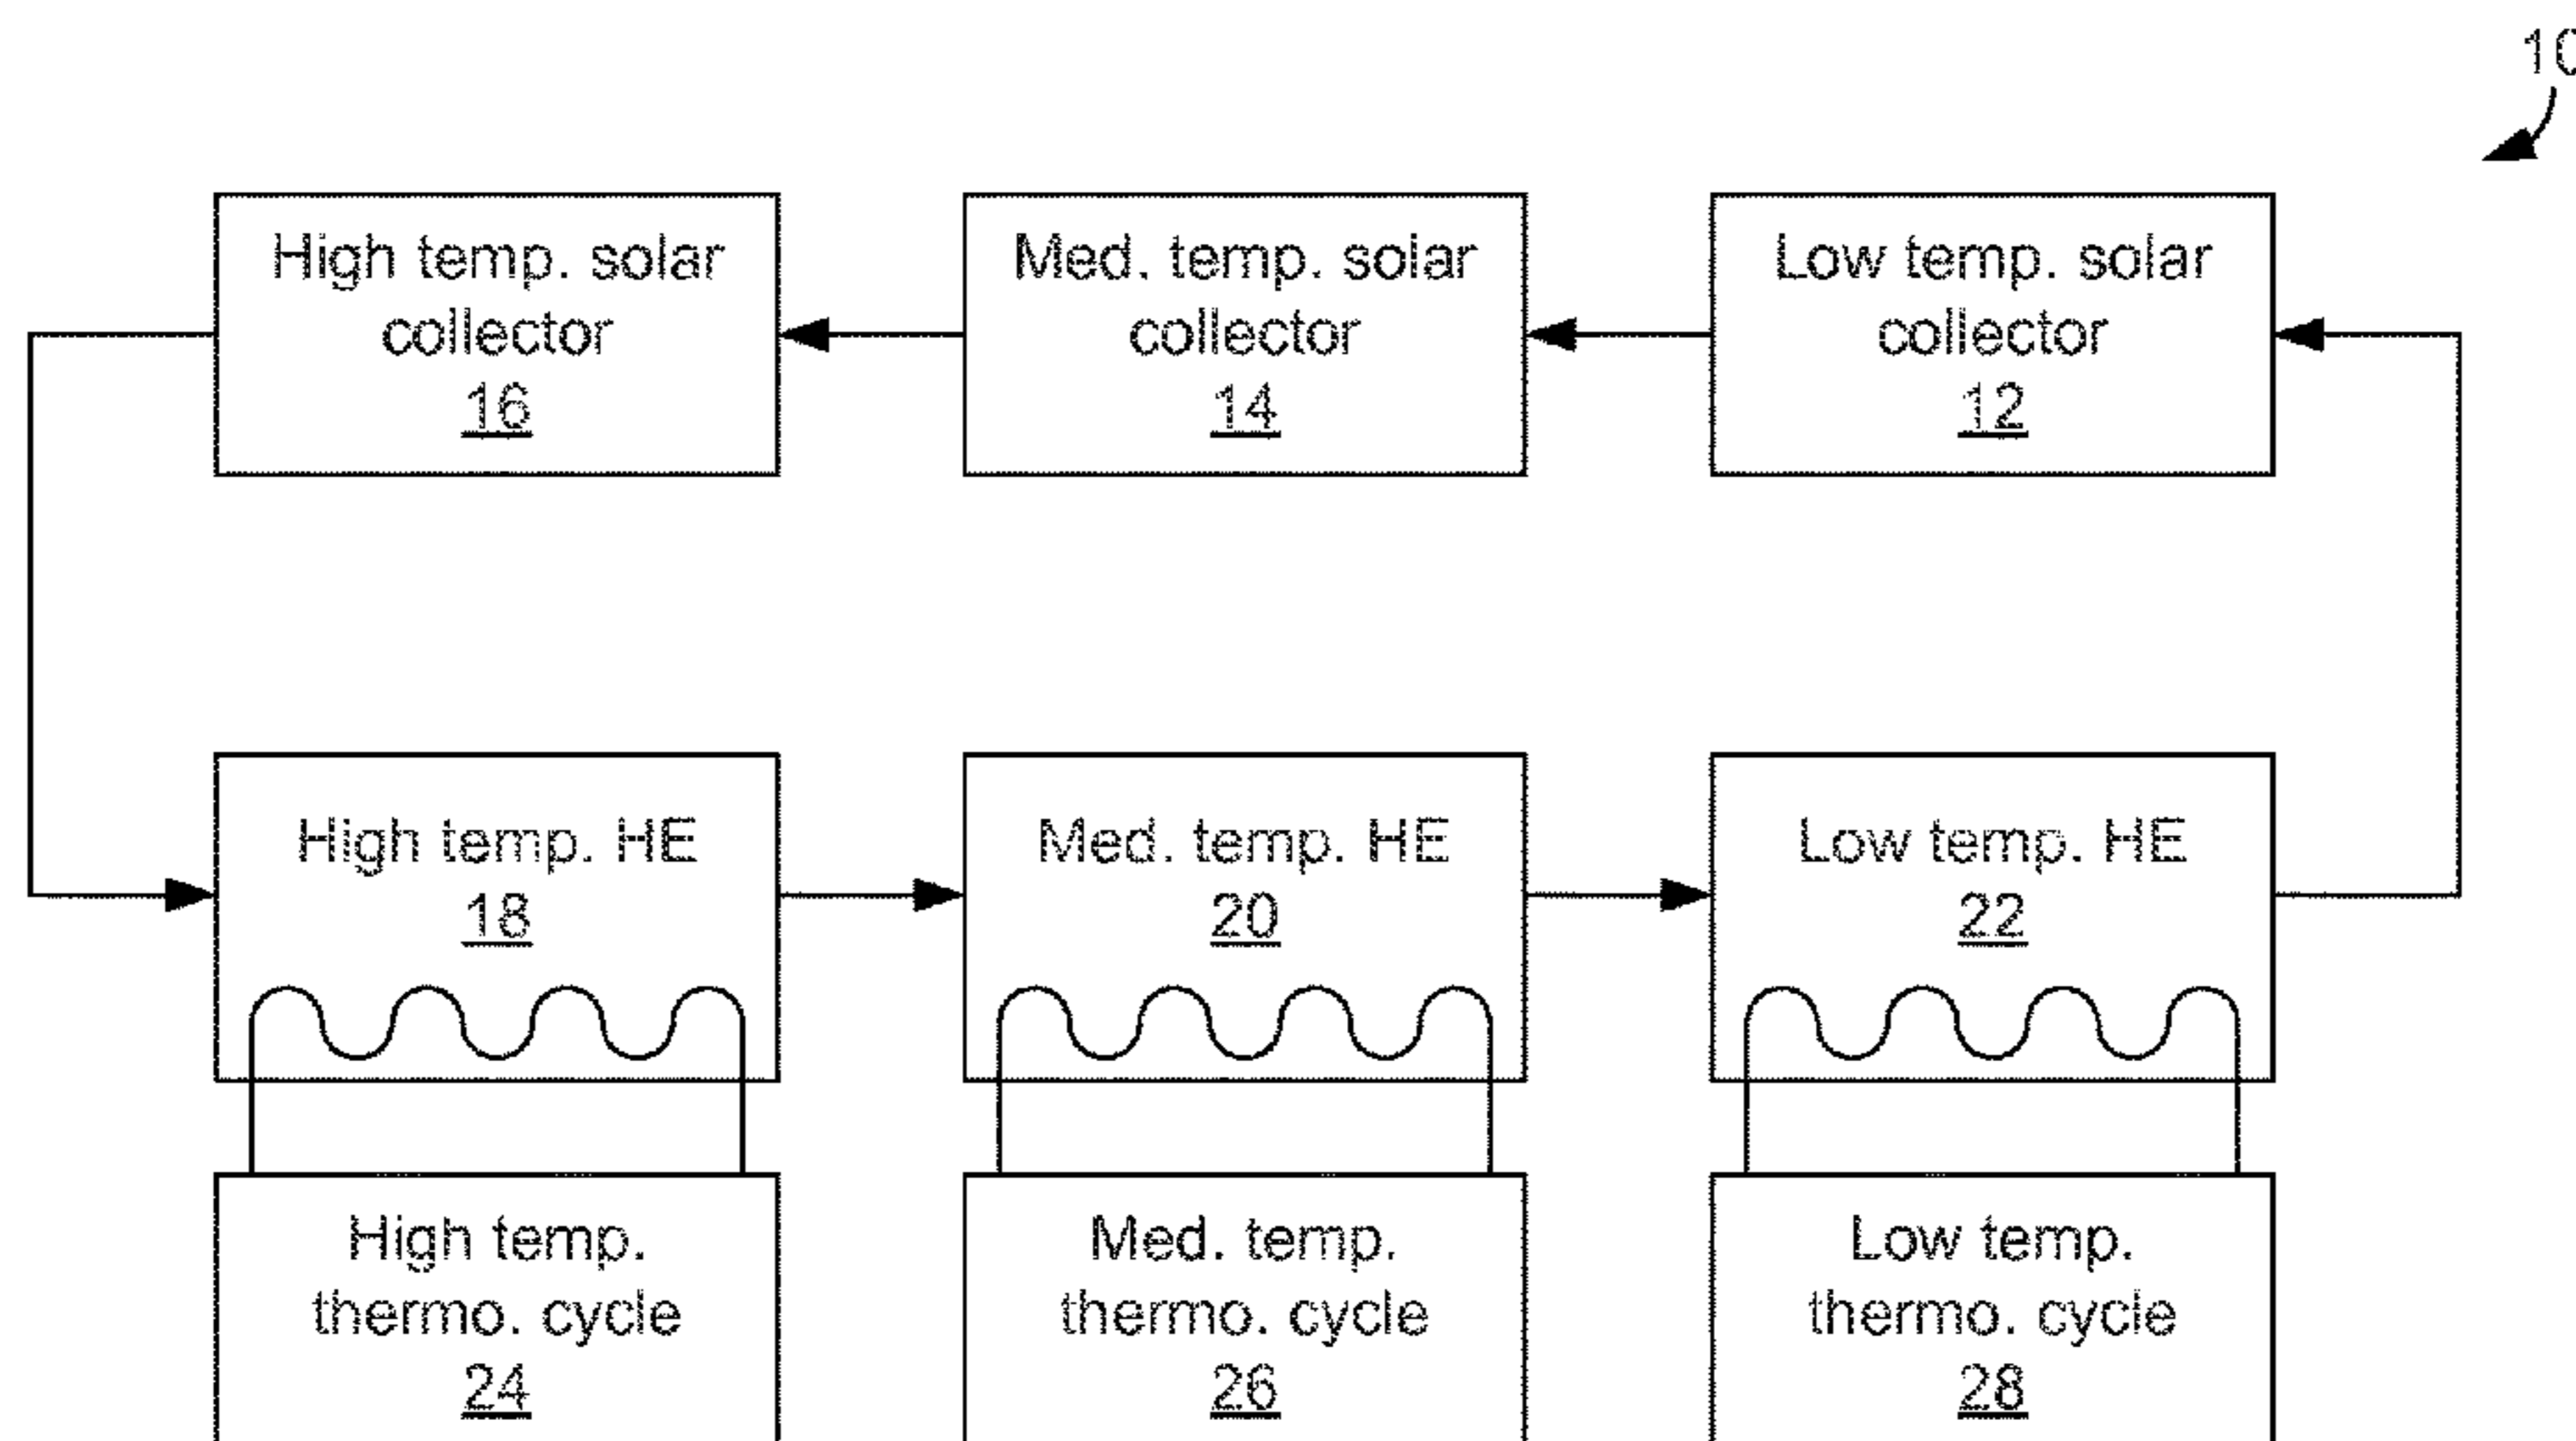 10
High temp. solar
collector
16
Med. temp. solar
collector
14
Low temp. solar
collector
12
High temp. HE
18
Med. temp. HE
20
Low temp. HE
22
High temp.
thermo. cycle
24
Med. temp.
thermo. cycle
26
Low temp.
thermo. cycle
28